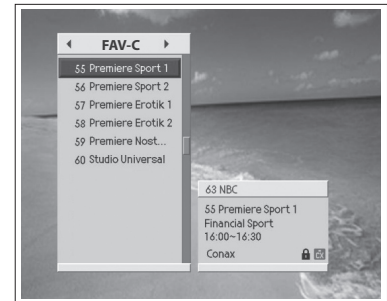 FAV-C
55 Premiere Sport 1
56 Premiere Sport 2
57 Premiere Erotik 1
58 Premiere Erotik 2
59 Premiere Nost...
60 Studio Universal
63 NBC
55 Premiere Sport 1
Financial Sport
16:00~16:30
Conax